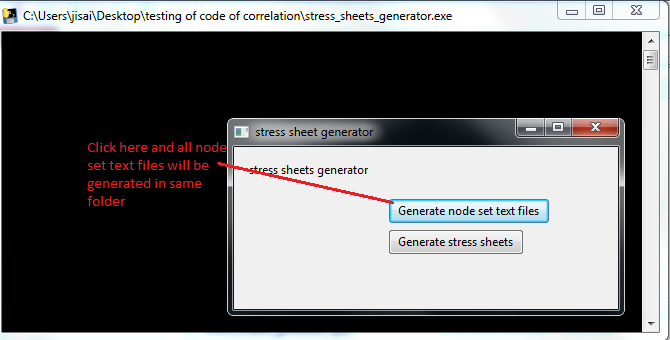 C:\Users\jisai\Desktop\testing of code of correlation\stress_sheets_generator.exe
stress sheet generator
Click here and all node
set text files will be
generated in same
folder
stress sheets generator
Generate node set text files
Generate stress sheets